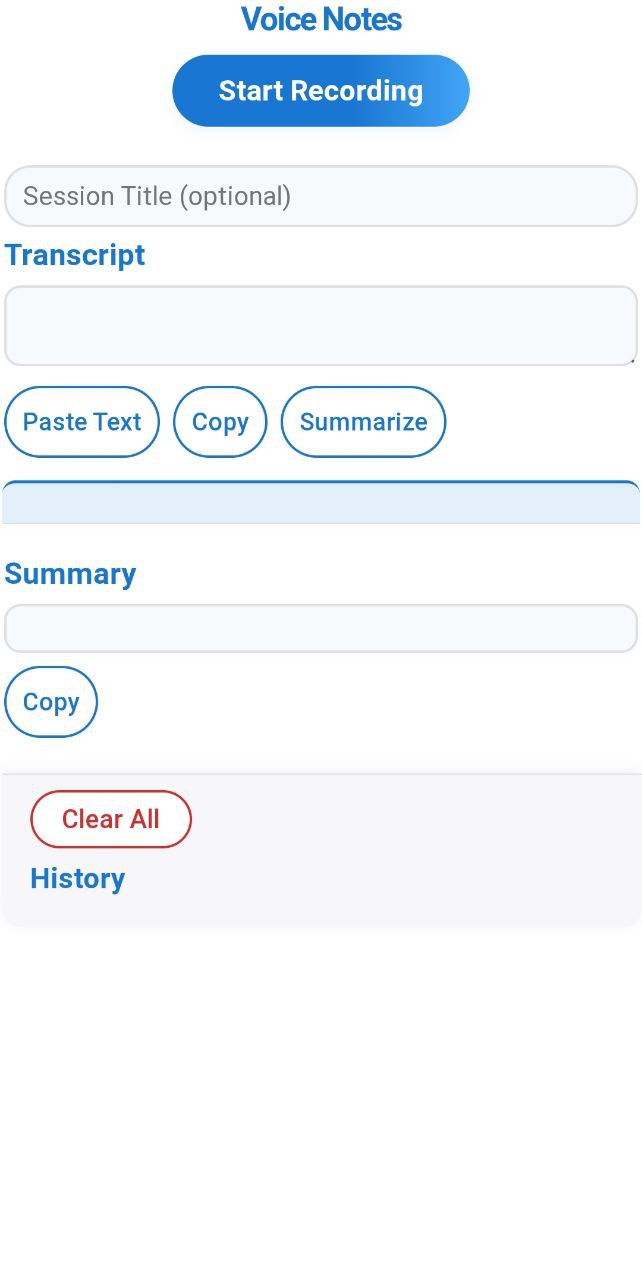 Voice Notes
Start Recording
Session Title (optional)
Transcript
Paste Text Copy Summarize
Summary
Copy
Clear All
History